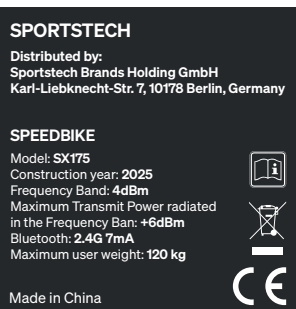 SPORTSTECH
Distributed by:
Sportstech Brands Holding GmbH
Karl-Liebknecht-Str. 7, 10178 Berlin, Germany
SPEEDBIKE
Model: SX175
Construction year: 2025
Frequency Band: 4dBm
Maximum Transmit Power radiated
in the Frequency Ban: +6dBm
Bluetooth: 2.4G 7mA
Maximum user weight: 120 kg
Made in China
CE